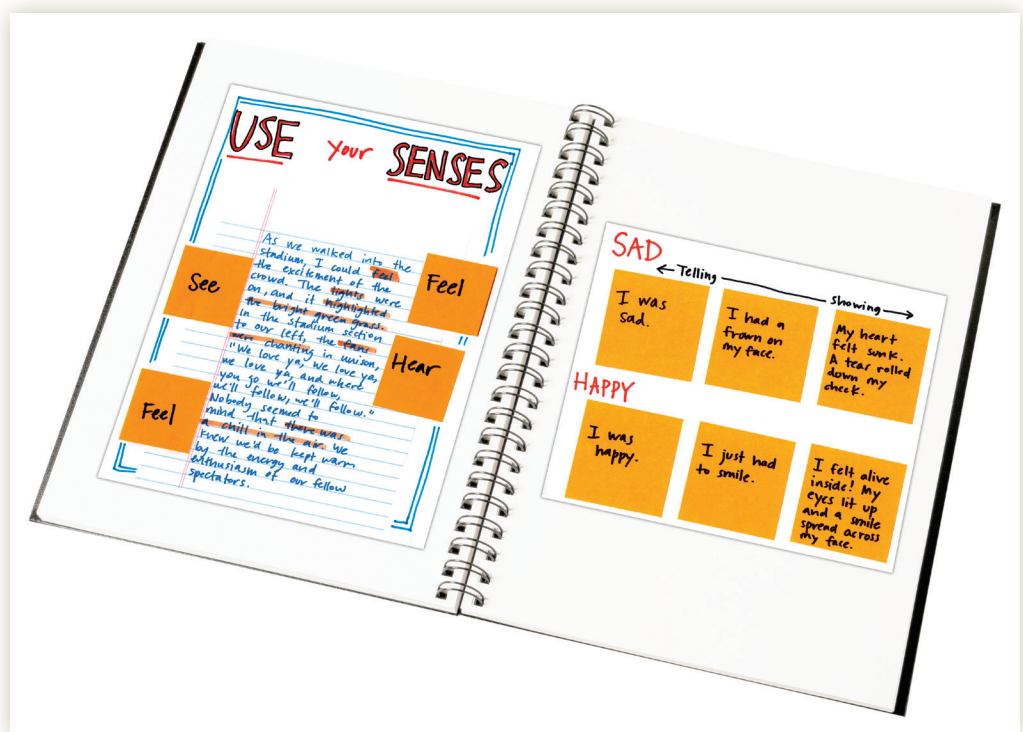 USE your SENSES
As we walked into the
stadium, I could feel
the excitement of the
crowd. The lights were
on, and it highlighted
the bright green grass.
In the stadium section
to our left, the fans
were chanting in unison,
"We love ya, we love ya,
we love ya, and where
you go we'll follow,
we'll follow, we'll follow."
Nobody seemed to
mind that there was
a chill in the air. We
knew we'd be kept warm
by the energy and
enthusiasm of our fellow
spectators.
See
Feel
Feel
Hear
SAD
← Telling
Showing →
I was
sad.
I had a
frown on
my face.
My heart
felt sunk.
A tear rolled
down my
cheek.
HAPPY
I was
happy.
I just had
to smile.
I felt alive
inside! My
eyes lit up
and a smile
spread across
my face.